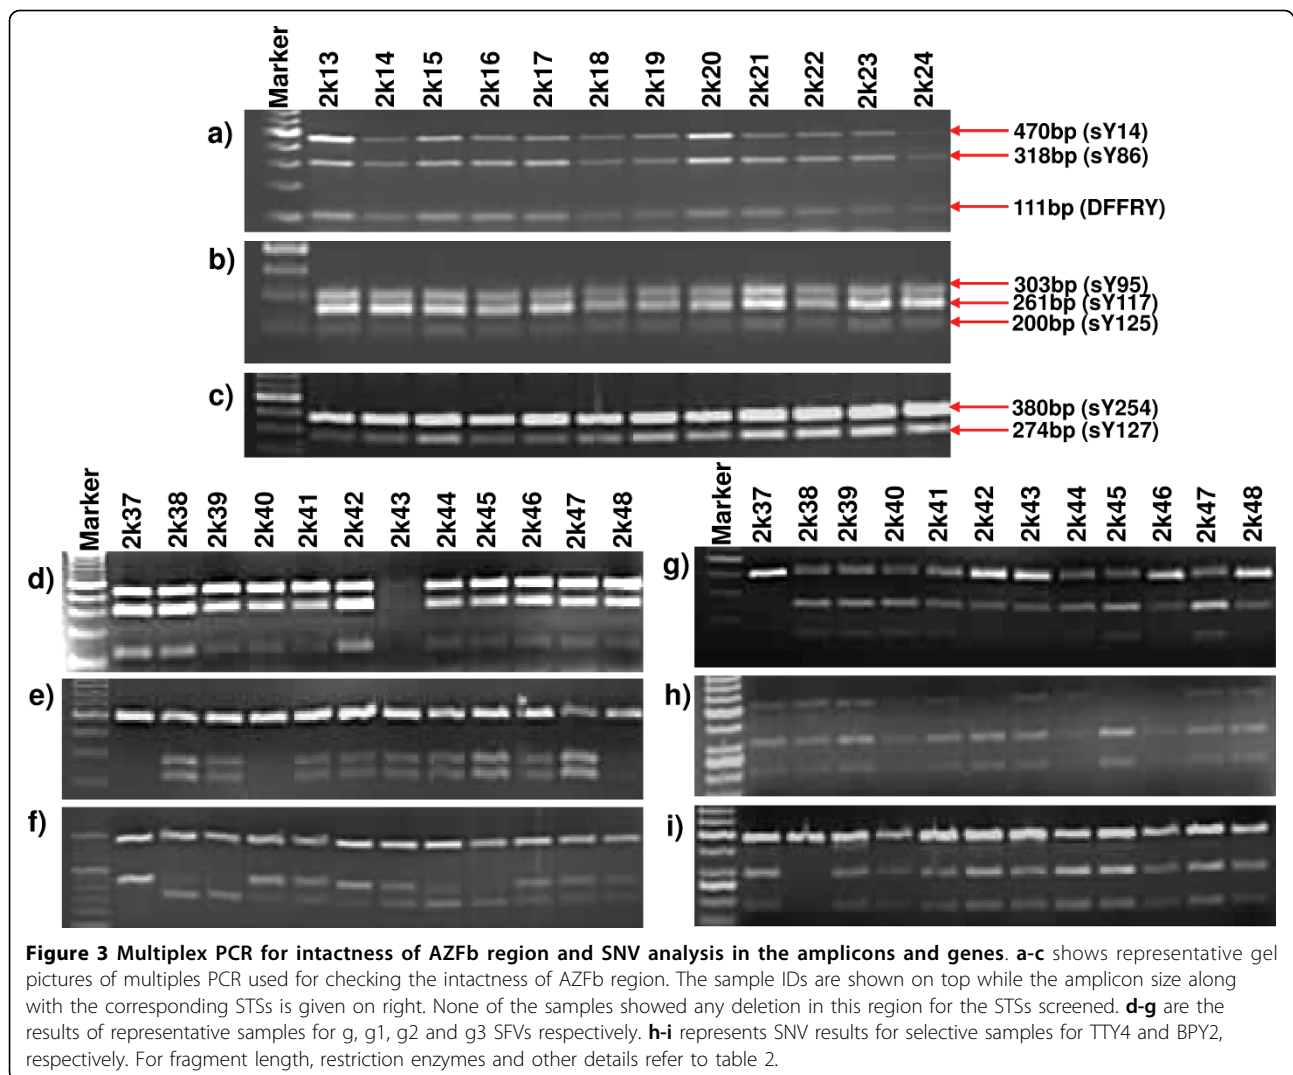 Marker 2k13 2k14 2k15 2k16 2k17 2k18 2k19 2k20 2k21 2k22 2k23 2k24
a)
470bp (sY14)
318bp (sY86)
111bp (DFFRY)
b)
303bp (sY95)
261bp (sY117)
200bp (sY125)
c)
380bp (sY254)
274bp (sY127)
Marker 2k37 2k38 2k39 2k40 2k41 2k42 2k43 2k44 2k45 2k46 2k47 2k48
d)
e)
f)
Marker 2k37 2k38 2k39 2k40 2k41 2k42 2k43 2k44 2k45 2k46 2k47 2k48
g)
h)
i)
Figure 3 Multiplex PCR for intactness of AZFb region and SNV analysis in the amplicons and genes. a-c shows representative gel
pictures of multiples PCR used for checking the intactness of AZFb region. The sample IDs are shown on top while the amplicon size along
with the corresponding STSs is given on right. None of the samples showed any deletion in this region for the STSs screened. d-g are the
results of representative samples for g, g1, g2 and g3 SFVs respectively. h-i represents SNV results for selective samples for TTY4 and BPY2,
respectively. For fragment length, restriction enzymes and other details refer to table 2.